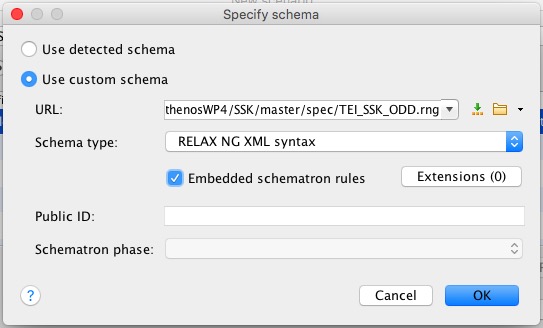 Specify schema
Use detected schema
Use custom schema
URL: thenosWP4/SSK/master/spec/TEI_SSK_ODD.rng
Schema type: RELAX NG XML syntax
Embedded schematron rules Extensions (0)
Public ID:
Schematron phase:
? Cancel OK